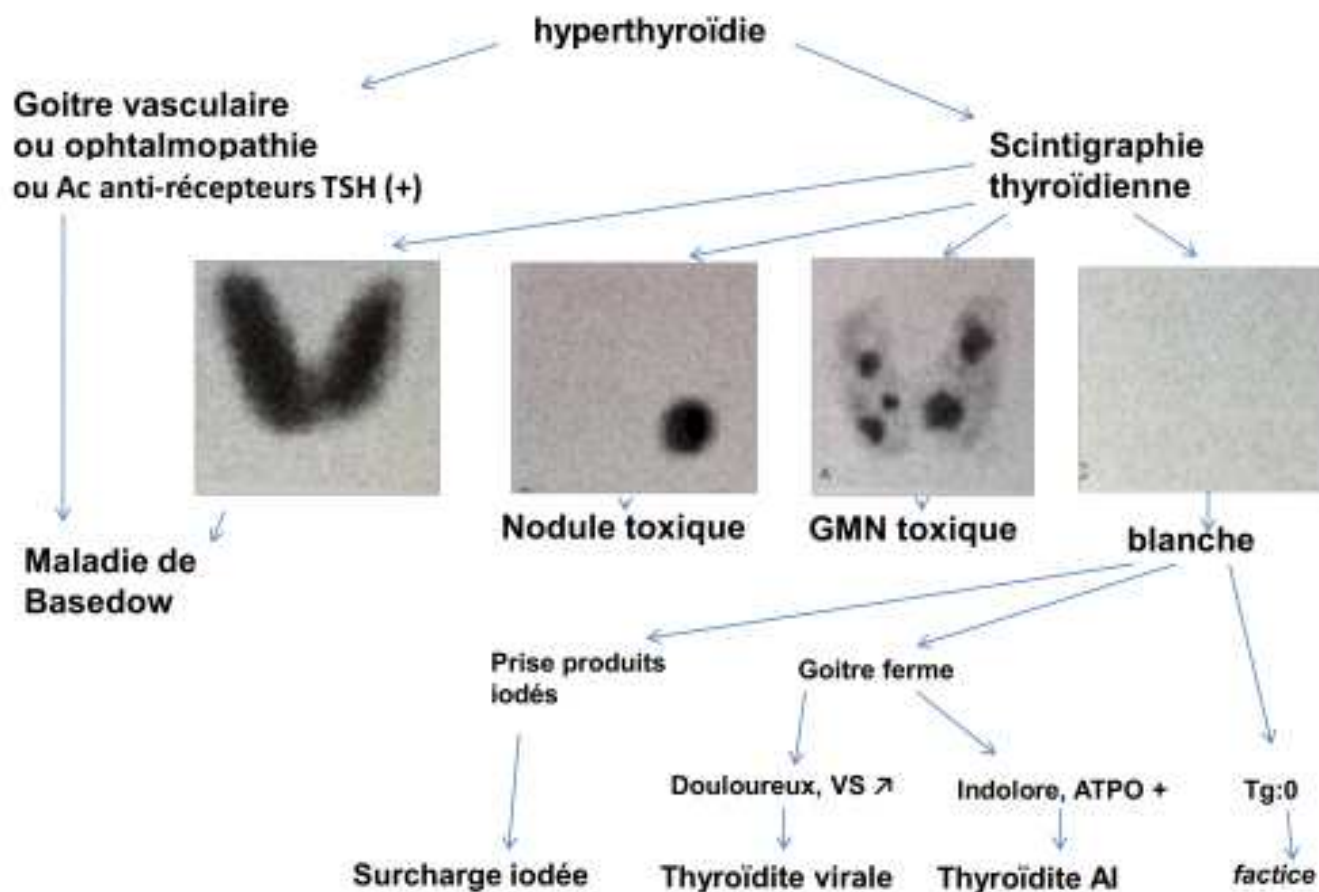 hyperthyroïdie
Goitre vasculaire
ou ophtalmopathie
ou Ac anti-récepteurs TSH (+)
Scintigraphie
thyroïdienne
A
Nodule toxique
GMN toxique
blanche
Maladie de
Basedow
Prise produits
iodés
Goitre ferme
Douloureux, VS ↗
Indolore, ATPO +
Tg:0
Surcharge iodée
Thyroïdite virale
Thyroïdite AI
factice